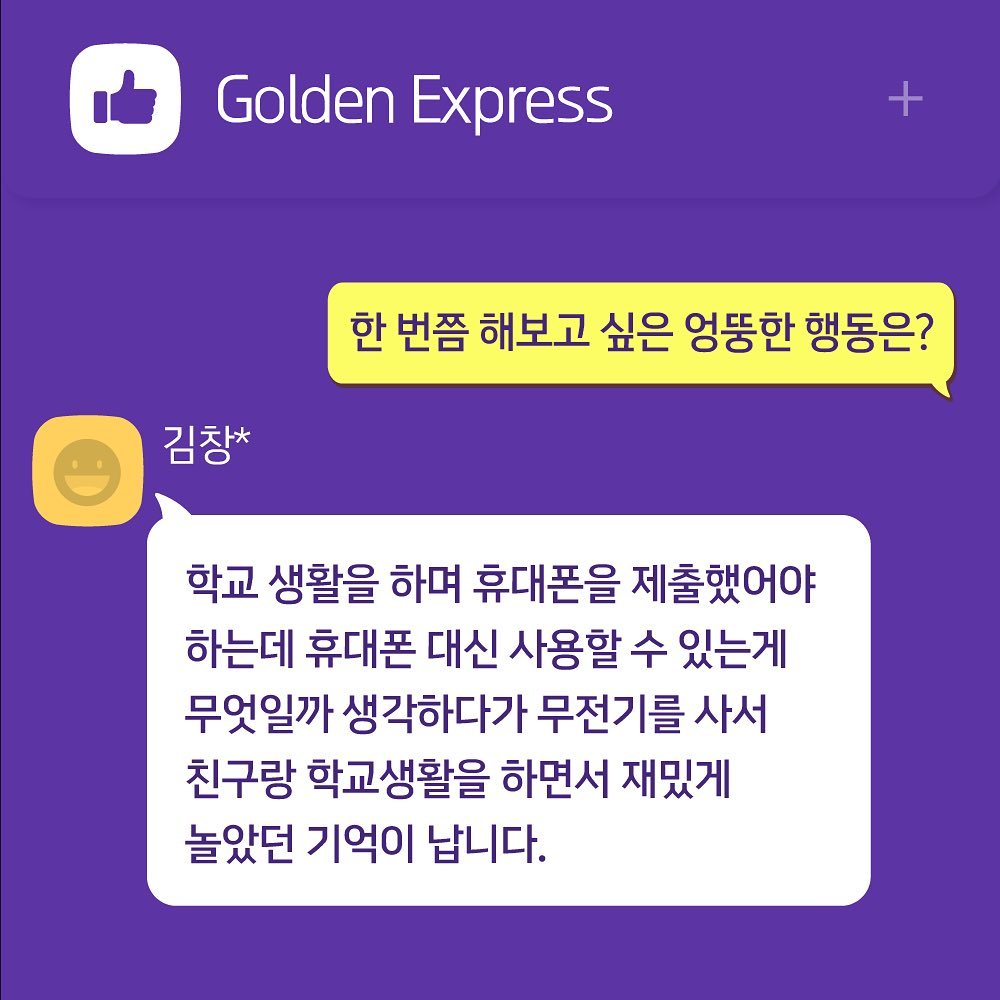 Golden Express
한 번쯤 해보고 싶은 엉뚱한 행동은?
김창*
학교 생활을 하며 휴대폰을 제출했어야
하는데 휴대폰 대신 사용할 수 있는게
무엇일까 생각하다가 무전기를 사서
친구랑 학교생활을 하면서 재밌게
놀았던 기억이 납니다.